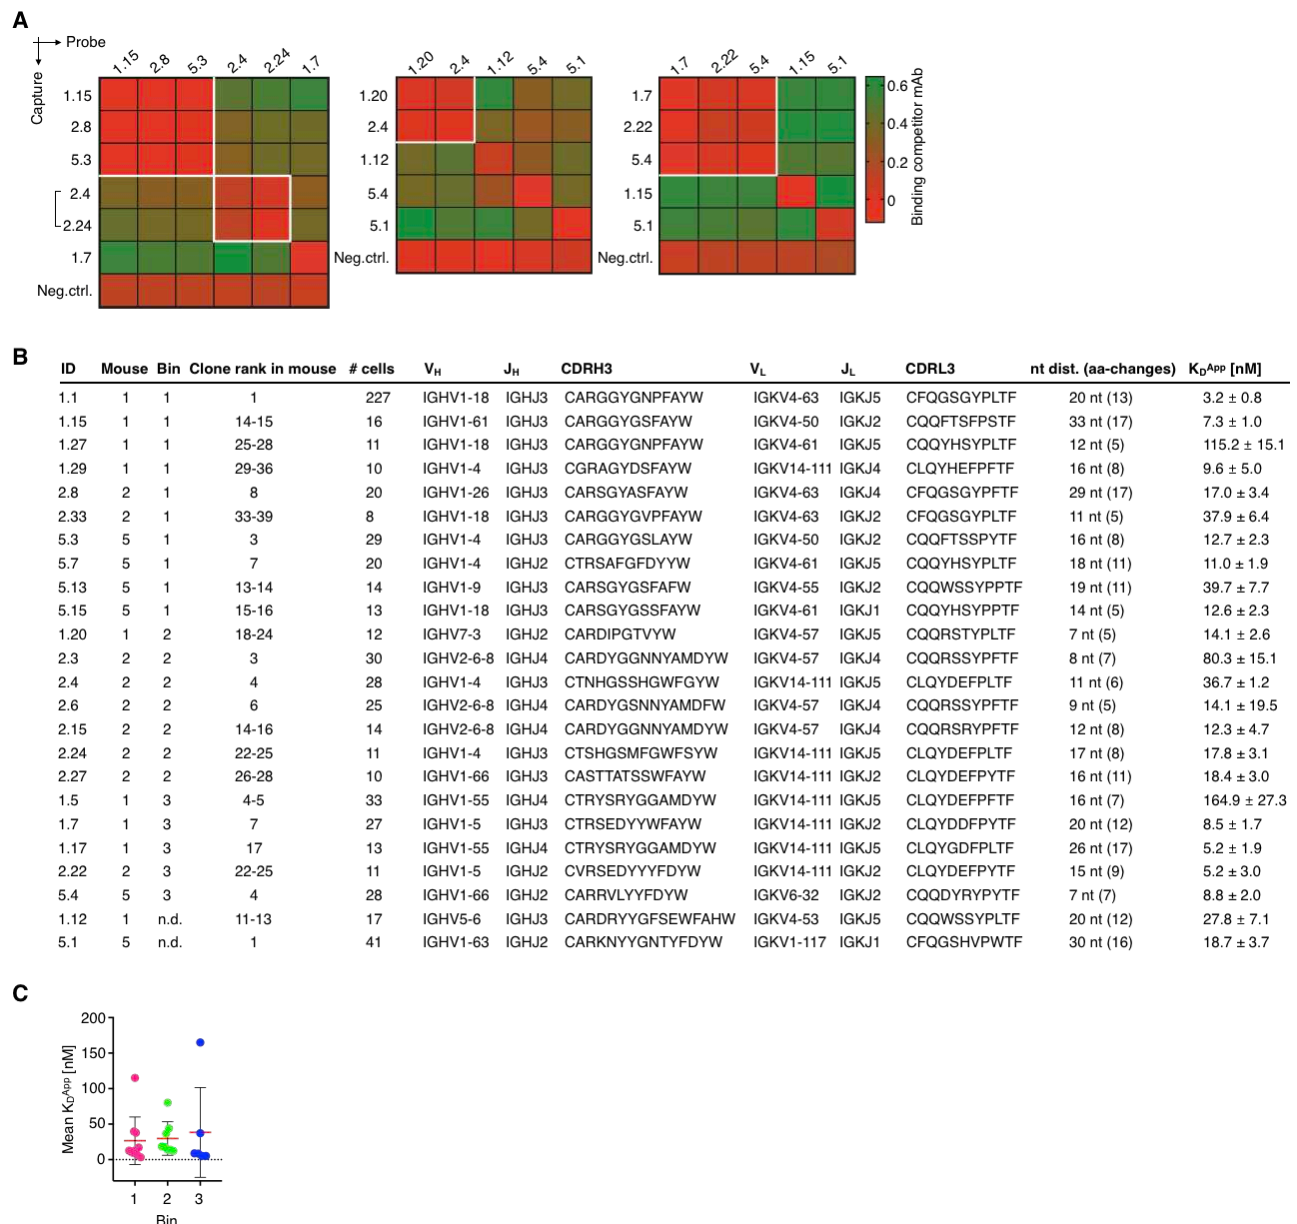 A
Probe
Capture
1.15 2.8 5.3 2.4 2.24 1.7
1.15
2.8
5.3
2.4
2.24
1.7
Neg.ctrl.
1.20 2.4 1.12 5.4 5.1
1.20
2.4
1.12
5.4
5.1
Neg.ctrl.
1.7 2.22 5.4 1.15 5.1
1.7
2.22
5.4
1.15
5.1
Neg.ctrl.
0.6
0.4
0.2
0
Binding competitor mAb
B
ID Mouse Bin Clone rank in mouse # cells VH JH CDRH3 VL JL CDRL3 nt dist. (aa-changes) KDApp [nM]
1.1 1 1 1 227 IGHV1-18 IGHJ3 CARGGYGNPFAYW IGKV4-63 IGKJ5 CFQGSGYPLTF 20 nt (13) 3.2 ± 0.8
1.15 1 1 14-15 16 IGHV1-61 IGHJ3 CARGGYGSFAYW IGKV4-50 IGKJ2 CQQFTSFPSTF 33 nt (17) 7.3 ± 1.0
1.27 1 1 25-28 11 IGHV1-18 IGHJ3 CARGGYGNPFAYW IGKV4-61 IGKJ5 CQQYHSYPLTF 12 nt (5) 115.2 ± 15.1
1.29 1 1 29-36 10 IGHV1-4 IGHJ3 CGRAGYDSFAYW IGKV14-111 IGKJ4 CLQYHEFPFTF 16 nt (8) 9.6 ± 5.0
2.8 2 1 8 20 IGHV1-26 IGHJ3 CARSGYASFAYW IGKV4-63 IGKJ4 CFQGSGYPFTF 29 nt (17) 17.0 ± 3.4
2.33 2 1 33-39 8 IGHV1-18 IGHJ3 CARGGYGVPFAYW IGKV4-63 IGKJ2 CFQGSGYPLTF 11 nt (5) 37.9 ± 6.4
5.3 5 1 3 29 IGHV1-4 IGHJ3 CARGGYGSLAYW IGKV4-50 IGKJ2 CQQFTSSPYTF 16 nt (8) 12.7 ± 2.3
5.7 5 1 7 20 IGHV1-4 IGHJ2 CTRSAFGFDYYW IGKV4-61 IGKJ5 CQQYHSYPLTF 18 nt (11) 11.0 ± 1.9
5.13 5 1 13-14 14 IGHV1-9 IGHJ3 CARSGYGSFAFW IGKV4-55 IGKJ2 CQQWSSYPPTF 19 nt (11) 39.7 ± 7.7
5.15 5 1 15-16 13 IGHV1-18 IGHJ3 CARSGYGSSFAYW IGKV4-61 IGKJ1 CQQYHSYPPTF 14 nt (5) 12.6 ± 2.3
1.20 1 2 18-24 12 IGHV7-3 IGHJ2 CARDIPGTVYW IGKV4-57 IGKJ5 CQQRSTYPLTF 7 nt (5) 14.1 ± 2.6
2.3 2 2 3 30 IGHV2-6-8 IGHJ4 CARDYGGNNYAMDYW IGKV4-57 IGKJ4 CQQRSSYPFTF 8 nt (7) 80.3 ± 15.1
2.4 2 2 4 28 IGHV1-4 IGHJ3 CTNHGSSHGWFGYW IGKV14-111 IGKJ5 CLQYDEFPLTF 11 nt (6) 36.7 ± 1.2
2.6 2 2 6 25 IGHV2-6-8 IGHJ4 CARDYGSNNYAMDFW IGKV4-57 IGKJ4 CQQRSSYPFTF 9 nt (5) 14.1 ± 19.5
2.15 2 2 14-16 14 IGHV2-6-8 IGHJ4 CARDYGGNNYAMDYW IGKV4-57 IGKJ4 CQQRSRYPFTF 12 nt (8) 12.3 ± 4.7
2.24 2 2 22-25 11 IGHV1-4 IGHJ3 CTSHGSMFGWFSYW IGKV14-111 IGKJ5 CLQYDEFPLTF 17 nt (8) 17.8 ± 3.1
2.27 2 2 26-28 10 IGHV1-66 IGHJ3 CASTTATSSWFAYW IGKV14-111 IGKJ2 CLQYDEFPYTF 16 nt (11) 18.4 ± 3.0
1.5 1 3 4-5 33 IGHV1-55 IGHJ4 CTRYSRYGGAMDYW IGKV14-111 IGKJ5 CLQYDEFPFTF 16 nt (7) 164.9 ± 27.3
1.7 1 3 7 27 IGHV1-5 IGHJ3 CTRSEDYYWFAYW IGKV14-111 IGKJ2 CLQYDDFPYTF 20 nt (12) 8.5 ± 1.7
1.17 1 3 17 13 IGHV1-55 IGHJ4 CTRYSRYGGAMDYW IGKV14-111 IGKJ5 CLQYGDFPLTF 26 nt (17) 5.2 ± 1.9
2.22 2 3 22-25 11 IGHV1-5 IGHJ2 CVRSEDYYYFDYW IGKV14-111 IGKJ2 CLQYDEFPYTF 15 nt (9) 5.2 ± 3.0
5.4 5 3 4 28 IGHV1-66 IGHJ2 CARRVLYYFDYW IGKV6-32 IGKJ2 CQQDYRYPYTF 7 nt (7) 8.8 ± 2.0
1.12 1 n.d. 11-13 17 IGHV5-6 IGHJ3 CARDRYYGFSEWFAHW IGKV4-53 IGKJ5 CQQWSSYPLTF 20 nt (12) 27.8 ± 7.1
5.1 5 n.d. 1 41 IGHV1-63 IGHJ2 CARKNYYGNTYFDYW IGKV1-117 IGKJ1 CFQGSHVPWTF 30 nt (16) 18.7 ± 3.7
C
Mean KDApp [nM]
200
150
100
50
0
1 2 3
Bin